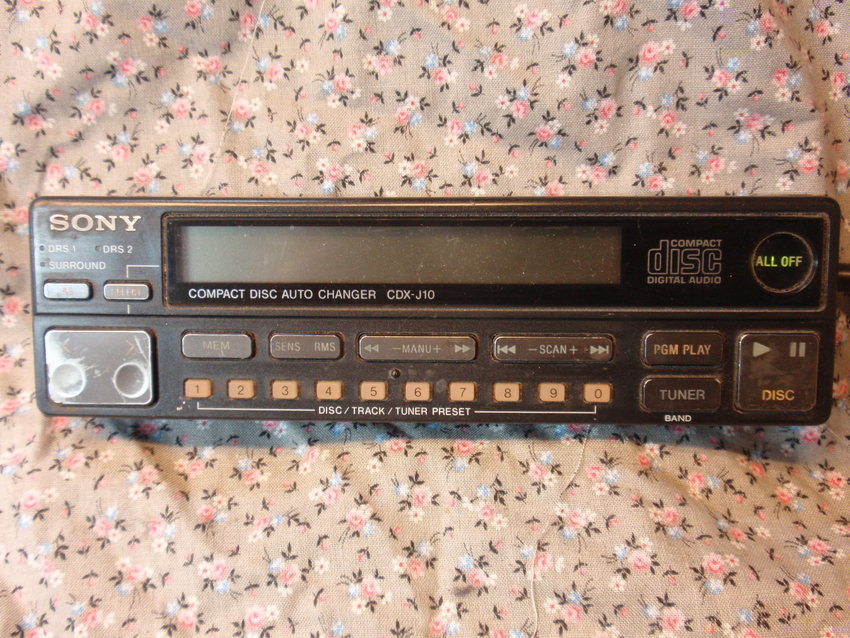 SONY
DRS 1 DRS 2
SURROUND
SELECT
COMPACT DISC AUTO CHANGER CDX-J10
COMPACT
disc
DIGITAL AUDIO
ALL OFF
MEM
SENS RMS
−MANU+
−SCAN+
PGM PLAY
1 2 3 4 5 6 7 8 9 0
DISC / TRACK / TUNER PRESET
TUNER
BAND
DISC